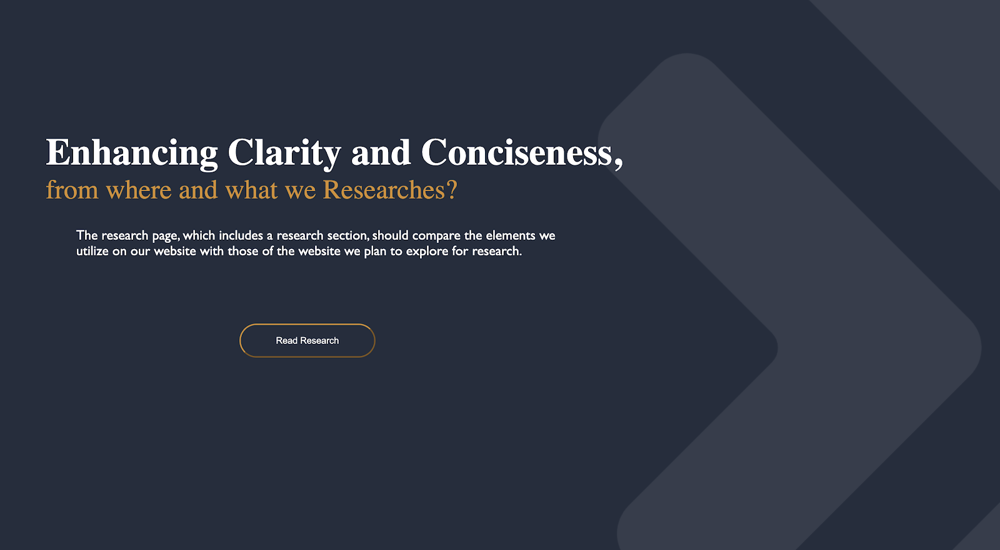 Enhancing Clarity and Conciseness,
from where and what we Researches?
The research page, which includes a research section, should compare the elements we
utilize on our website with those of the website we plan to explore for research.
Read Research